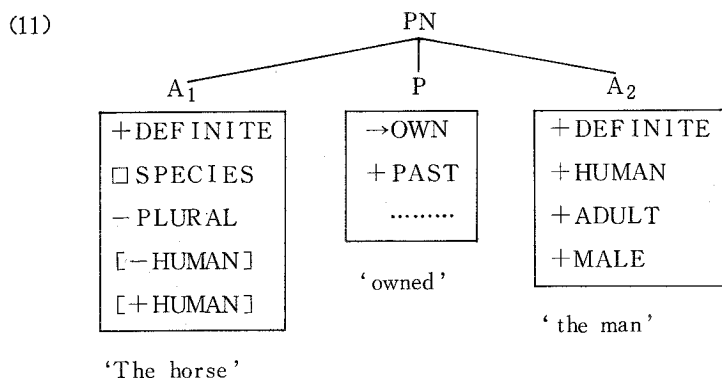 (11)
PN
A₁ P A₂
+DEFINITE →OWN +DEFINITE
□SPECIES +PAST +HUMAN
-PLURAL ......... +ADULT
[-HUMAN] +MALE
[+HUMAN]
'owned'
'the man'
'The horse'